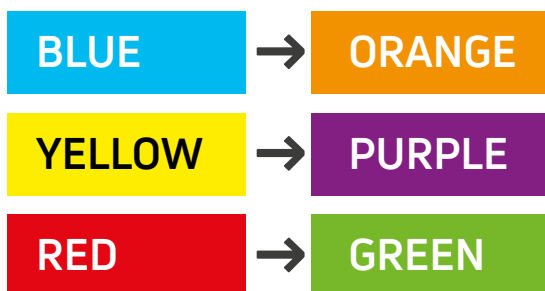 BLUE → ORANGE
YELLOW → PURPLE
RED → GREEN